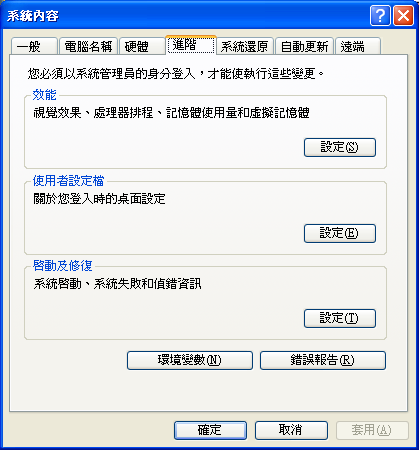 系統內容
一般 電腦名稱 硬體 進階 系統還原 自動更新 遠端
您必須以系統管理員的身分登入，才能使執行這些變更。
效能
視覺效果、處理器排程、記憶體使用量和虛擬記憶體
設定(S)
使用者設定檔
關於您登入時的桌面設定
設定(E)
啟動及修復
系統啟動、系統失敗和偵錯資訊
設定(T)
環境變數(N) 錯誤報告(R)
確定 取消 套用(A)